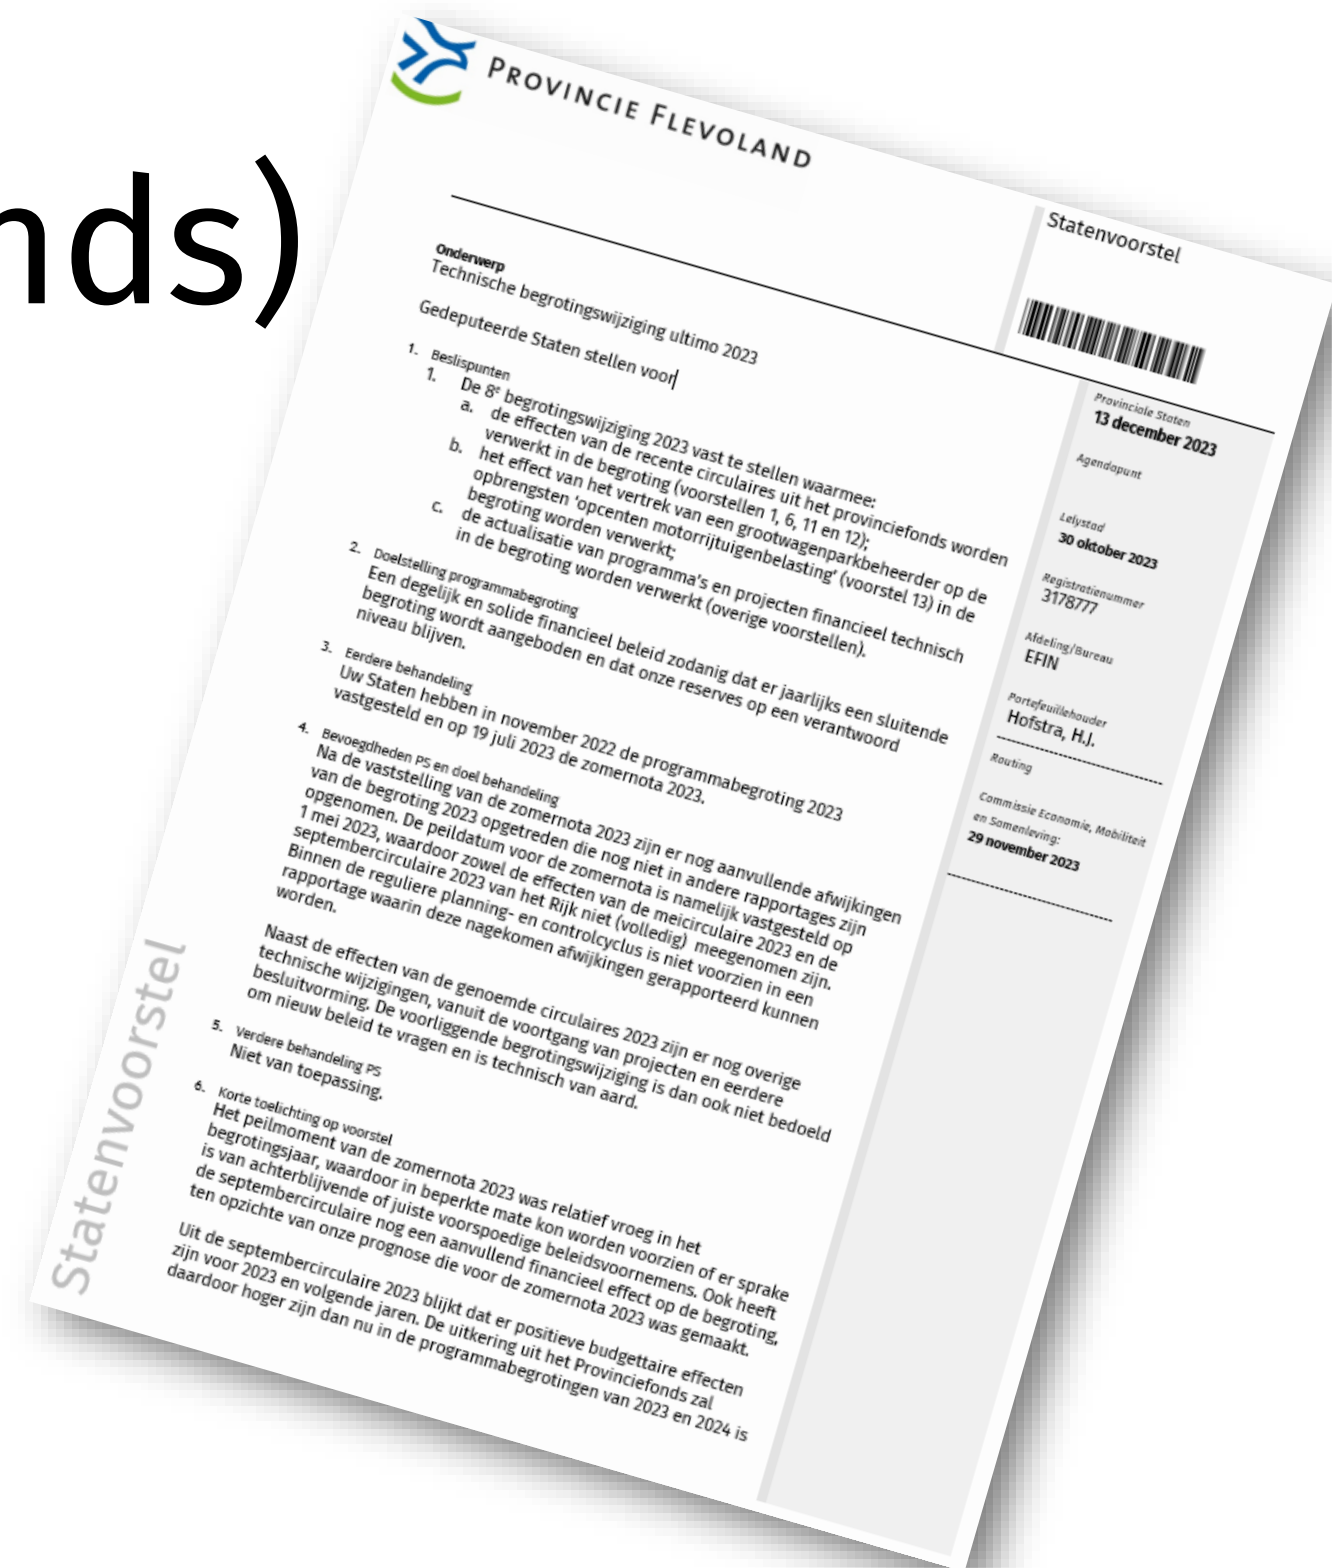 nds)
PROVINCIE FLEVOLAND
Statenvoorstel
Onderwerp
Technische begrotingswijziging ultimo 2023
Gedeputeerde Staten stellen voor
1. Beslispunten
1. De 8e begrotingswijziging 2023 vast te stellen waarmee:
a. de effecten van de recente circulaires uit het provinciefonds worden
verwerkt in de begroting (voorstellen 1, 6, 11 en 12);
b. het effect van het vertrek van een grootwagenparkbeheerder op de
opbrengsten ‘opcenten motorrijtuigenbelasting’ (voorstel 13) in de
begroting worden verwerkt;
c. de actualisatie van programma’s en projecten financieel technisch
in de begroting worden verwerkt (overige voorstellen).
2. Doelstelling programmabegroting
Een degelijk en solide financieel beleid zodanig dat er jaarlijks een sluitende
begroting wordt aangeboden en dat onze reserves op een verantwoord
niveau blijven.
3. Eerdere behandeling
Uw Staten hebben in november 2022 de programmabegroting 2023
vastgesteld en op 19 juli 2023 de zomernota 2023.
4. Bevoegdheden PS en doel behandeling
Na de vaststelling van de zomernota 2023 zijn er nog aanvullende afwijkingen
van de begroting 2023 opgetreden die nog niet in andere rapportages zijn
opgenomen. De peildatum voor de zomernota is namelijk vastgesteld op
1 mei 2023, waardoor zowel de effecten van de meicirculaire 2023 en de
septembercirculaire 2023 van het Rijk niet (volledig) meegenomen zijn.
Binnen de reguliere planning- en controlcyclus is niet voorzien in een
rapportage waarin deze nagekomen afwijkingen gerapporteerd kunnen
worden.
Naast de effecten van de genoemde circulaires 2023 zijn er nog overige
technische wijzigingen, vanuit de voortgang van projecten en eerdere
besluitvorming. De voorliggende begrotingswijziging is dan ook niet bedoeld
om nieuw beleid te vragen en is technisch van aard.
5. Verdere behandeling PS
Niet van toepassing.
6. Korte toelichting op voorstel
Het peilmoment van de zomernota 2023 was relatief vroeg in het
begrotingsjaar, waardoor in beperkte mate kon worden voorzien of er sprake
is van achterblijvende of juiste voorspoedige beleidsvoornemens. Ook heeft
de septembercirculaire nog een aanvullend financieel effect op de begroting,
ten opzichte van onze prognose die voor de zomernota 2023 was gemaakt.
Uit de septembercirculaire 2023 blijkt dat er positieve budgettaire effecten
zijn voor 2023 en volgende jaren. De uitkering uit het Provinciefonds zal
daardoor hoger zijn dan nu in de programmabegrotingen van 2023 en 2024 is
Provinciale Staten
13 december 2023
Agendapunt
Lelystad
30 oktober 2023
Registratienummer
3178777
Afdeling/Bureau
EFIN
Portefeuillehouder
Hofstra, H.J.
Routing
Commissie Economie, Mobiliteit
en Samenleving:
29 november 2023
Statenvoorstel